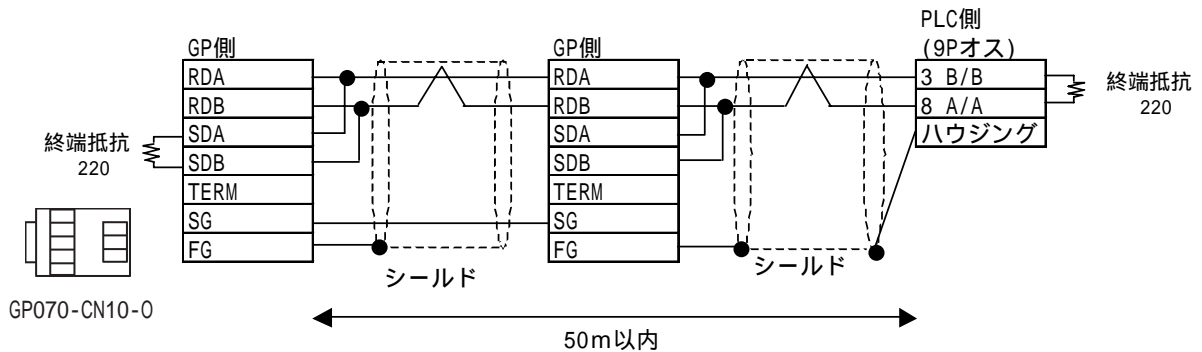 PLC側
(9Pオス)
GP側
GP側
RDA
RDA
3 B/B
RDB
RDB
8 A/A
終端抵抗
220
SDA
SDA
ハウジング
終端抵抗
220
SDB
SDB
TERM
TERM
SG
SG
FG
FG
シールド
シールド
GP070-CN10-O
50m以内